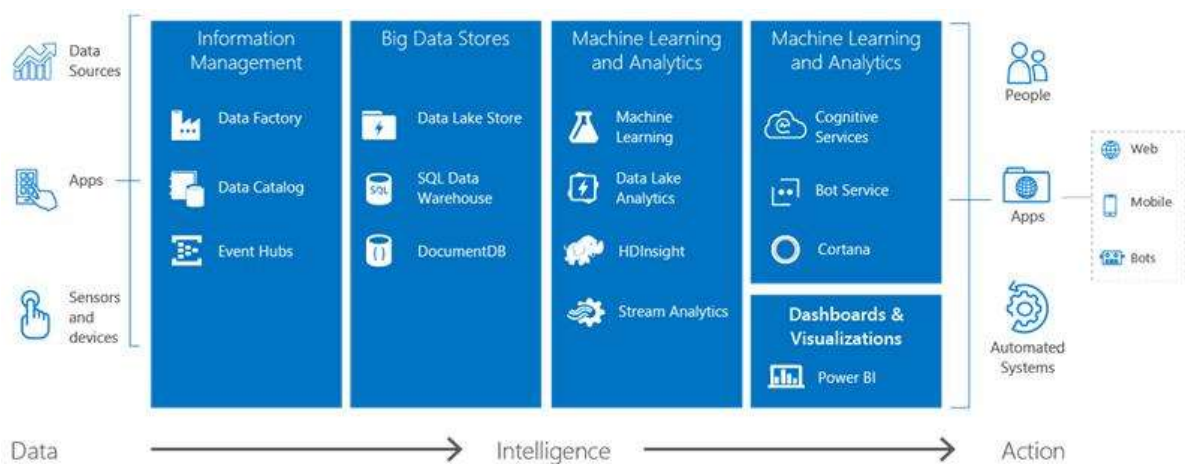 Data
Sources
Apps
Sensors
and
devices
Information
Management
Data Factory
Data Catalog
Event Hubs
Big Data Stores
Data Lake Store
SQL
SQL Data
Warehouse
DocumentDB
Machine Learning
and Analytics
Machine
Learning
Data Lake
Analytics
HDInsight
Stream Analytics
Machine Learning
and Analytics
Cognitive
Services
Bot Service
Cortana
Dashboards &
Visualizations
Power BI
People
Apps
Automated
Systems
Web
Mobile
Bots
Data
Intelligence
Action